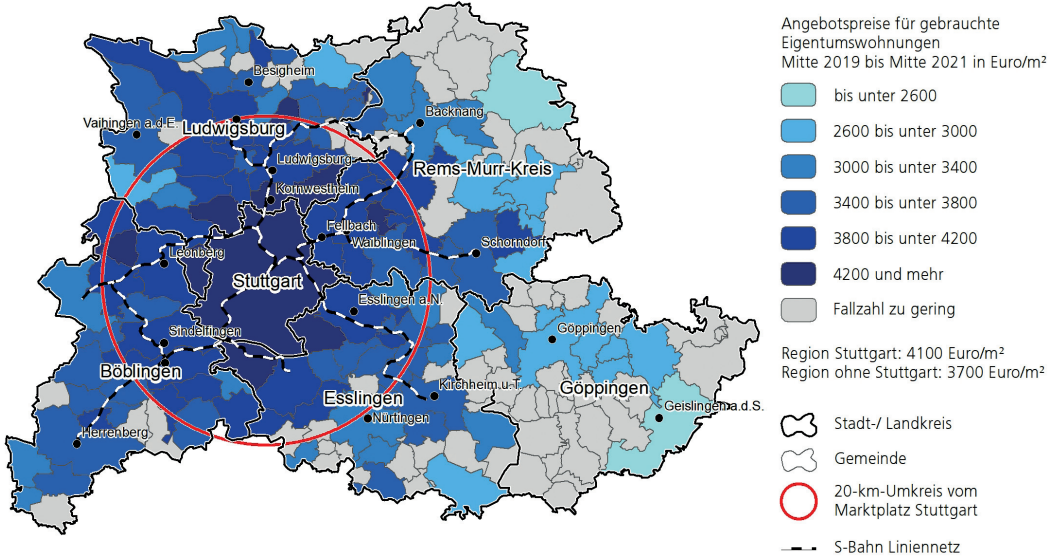 Besigheim
Vaihingen a.d.E.
Ludwigsburg
Backnang
Ludwigsburg
Rems-Murr-Kreis
Kornwestheim
Fellbach
Waiblingen
Schorndorf
Leonberg
Stuttgart
Esslingen a.N.
Sindelfingen
Göppingen
Böblingen
Esslingen
Kirchheim u.T.
Göppingen
Nürtingen
Geislingen a.d.S.
Herrenberg
Angebotspreise für gebrauchte
Eigentumswohnungen
Mitte 2019 bis Mitte 2021 in Euro/m²
bis unter 2600
2600 bis unter 3000
3000 bis unter 3400
3400 bis unter 3800
3800 bis unter 4200
4200 und mehr
Fallzahl zu gering
Region Stuttgart: 4100 Euro/m²
Region ohne Stuttgart: 3700 Euro/m²
Stadt-/ Landkreis
Gemeinde
20-km-Umkreis vom
Marktplatz Stuttgart
S-Bahn Liniennetz